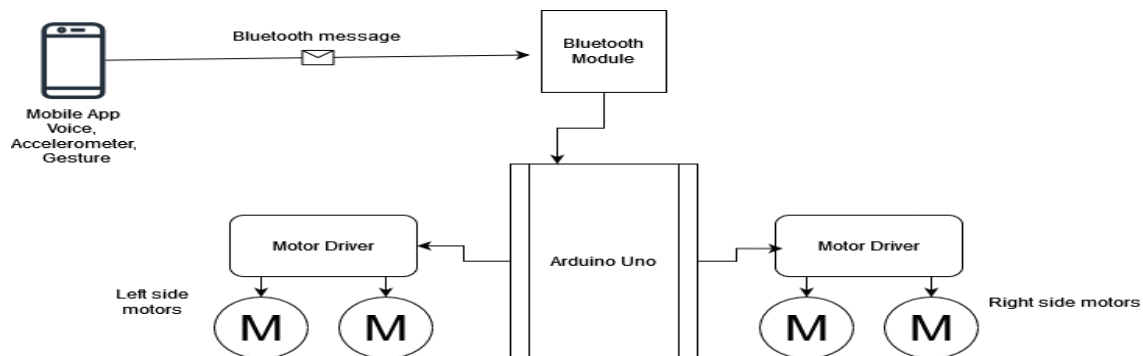 Bluetooth message
Bluetooth
Module
Mobile App
Voice,
Accelerometer,
Gesture
Motor Driver
Arduino Uno
Motor Driver
Left side
motors
M
M
M
M
Right side motors